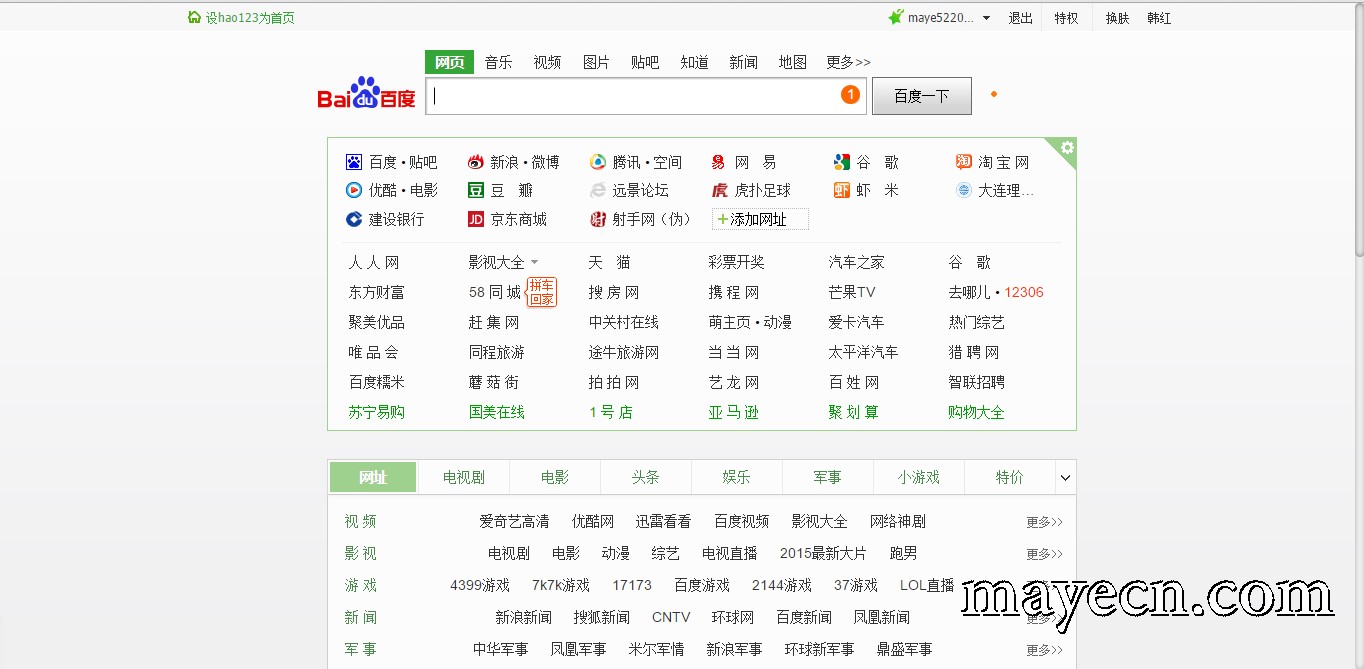 设hao123为首页 maye5220... 退出 特权 换肤 韩红
网页 音乐 视频 图片 贴吧 知道 新闻 地图 更多>>
Bai du 百度 1 百度一下
百度·贴吧 新浪·微博 腾讯·空间 网 易 谷 歌 淘 淘 宝 网
优酷·电影 豆 豆 瓣 远景论坛 虎 虎扑足球 虾 虾 米 大连理...
建设银行 JD 京东商城 射 射手网（伪） +添加网址
人 人 网 影视大全 天 猫 彩票开奖 汽车之家 谷 歌
东方财富 58 同 城 拼车回家 搜 房 网 携 程 网 芒果TV 去哪儿·12306
聚美优品 赶 集 网 中关村在线 萌主页·动漫 爱卡汽车 热门综艺
唯 品 会 同程旅游 途牛旅游网 当 当 网 太平洋汽车 猎 聘 网
百度糯米 蘑 菇 街 拍 拍 网 艺 龙 网 百 姓 网 智联招聘
苏宁易购 国美在线 1 号 店 亚 马 逊 聚 划 算 购物大全
网址 电视剧 电影 头条 娱乐 军事 小游戏 特价
视 频 爱奇艺高清 优酷网 迅雷看看 百度视频 影视大全 网络神剧 更多>>
影 视 电视剧 电影 动漫 综艺 电视直播 2015最新大片 跑男 更多>>
游 戏 4399游戏 7k7k游戏 17173 百度游戏 2144游戏 37游戏 LOL直播
mayecn.com
新 闻 新浪新闻 搜狐新闻 CNTV 环球网 百度新闻 凤凰新闻 更多>>
军 事 中华军事 凤凰军事 米尔军情 新浪军事 环球新军事 鼎盛军事 更多>>